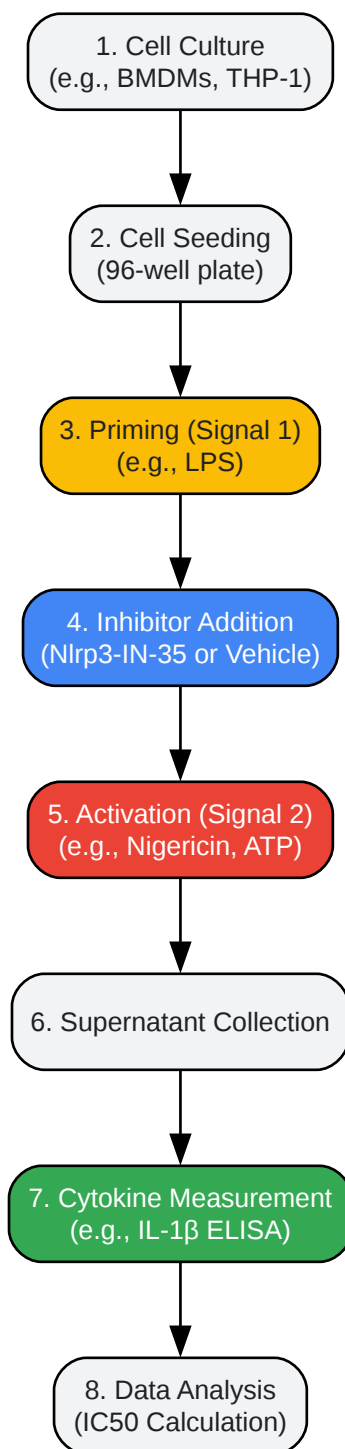 1. Cell Culture
(e.g., BMDMs, THP-1)
2. Cell Seeding
(96-well plate)
3. Priming (Signal 1)
(e.g., LPS)
4. Inhibitor Addition
(Nlrp3-IN-35 or Vehicle)
5. Activation (Signal 2)
(e.g., Nigericin, ATP)
6. Supernatant Collection
7. Cytokine Measurement
(e.g., IL-1β ELISA)
8. Data Analysis
(IC50 Calculation)